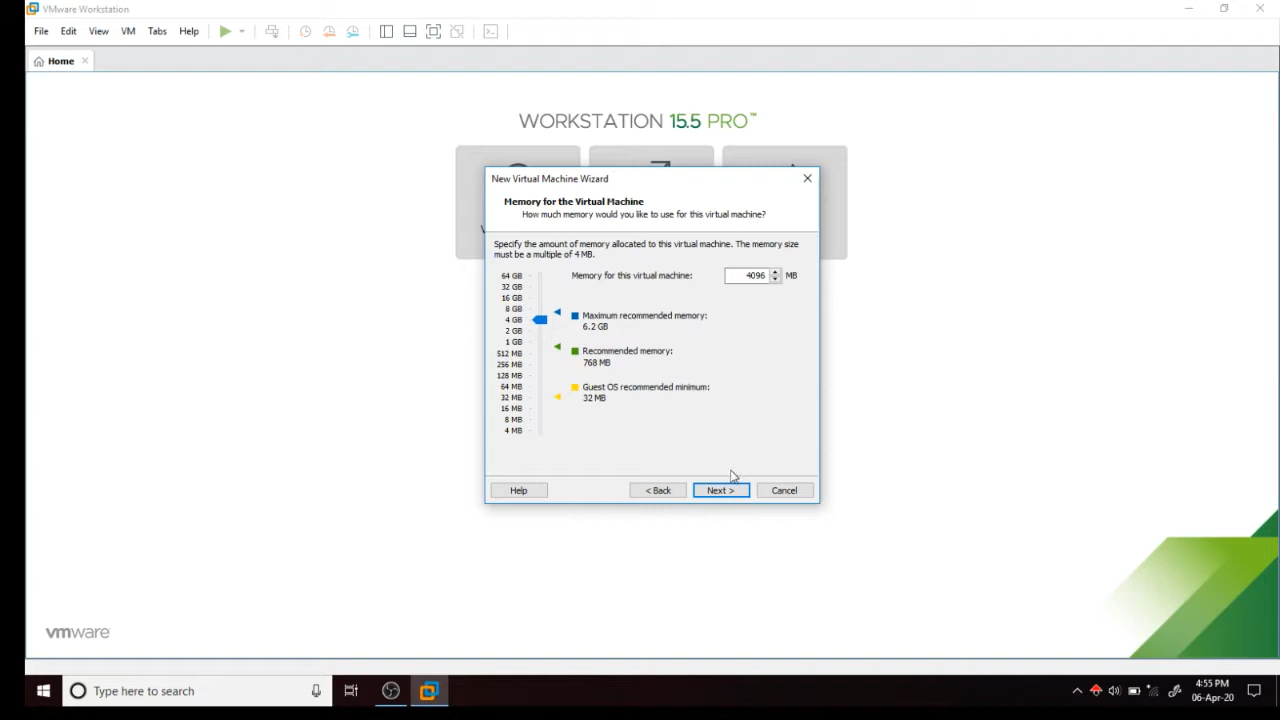 VMware Workstation
File Edit View VM Tabs Help
Home
WORKSTATION 15.5 PRO™
New Virtual Machine Wizard
Memory for the Virtual Machine
How much memory would you like to use for this virtual machine?
Specify the amount of memory allocated to this virtual machine. The memory size
must be a multiple of 4 MB.
Memory for this virtual machine: 4096 MB
64 GB
32 GB
16 GB
8 GB
4 GB
2 GB
1 GB
512 MB
256 MB
128 MB
64 MB
32 MB
16 MB
8 MB
4 MB
Maximum recommended memory:
6.2 GB
Recommended memory:
768 MB
Guest OS recommended minimum:
32 MB
Help < Back Next > Cancel
vmware
Type here to search
4:55 PM
06-Apr-20